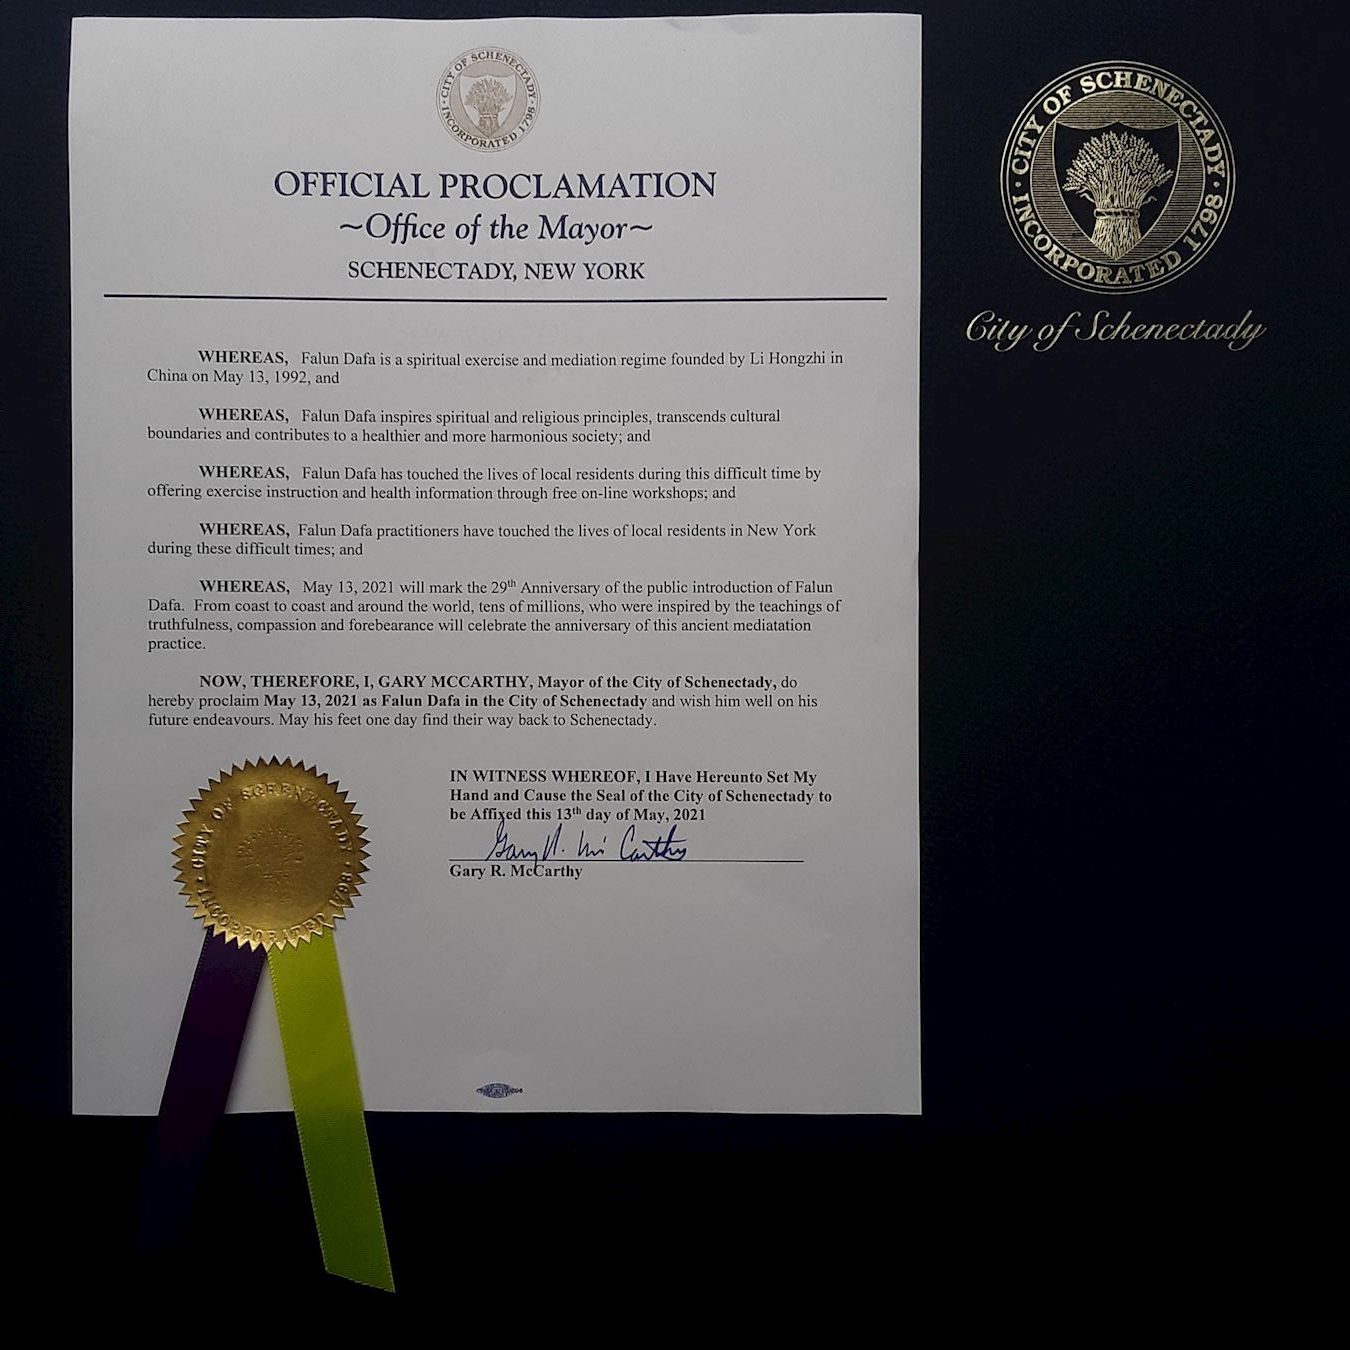 CITY OF SCHENECTADY
INCORPORATED 1798
OFFICIAL PROCLAMATION
~Office of the Mayor~
SCHENECTADY, NEW YORK
WHEREAS, Falun Dafa is a spiritual exercise and mediation regime founded by Li Hongzhi in
China on May 13, 1992, and
WHEREAS, Falun Dafa inspires spiritual and religious principles, transcends cultural
boundaries and contributes to a healthier and more harmonious society; and
WHEREAS, Falun Dafa has touched the lives of local residents during this difficult time by
offering exercise instruction and health information through free on-line workshops; and
WHEREAS, Falun Dafa practitioners have touched the lives of local residents in New York
during these difficult times; and
WHEREAS, May 13, 2021 will mark the 29th Anniversary of the public introduction of Falun
Dafa. From coast to coast and around the world, tens of millions, who were inspired by the teachings of
truthfulness, compassion and forebearance will celebrate the anniversary of this ancient mediatation
practice.
NOW, THEREFORE, I, GARY MCCARTHY, Mayor of the City of Schenectady, do
hereby proclaim May 13, 2021 as Falun Dafa in the City of Schenectady and wish him well on his
future endeavours. May his feet one day find their way back to Schenectady.
IN WITNESS WHEREOF, I Have Hereunto Set My
Hand and Cause the Seal of the City of Schenectady to
be Affixed this 13th day of May, 2021
Gary R. McCarthy
Gary R. McCarthy
CITY OF SCHENECTADY
INCORPORATED 1798
CITY OF SCHENECTADY
INCORPORATED 1798
City of Schenectady